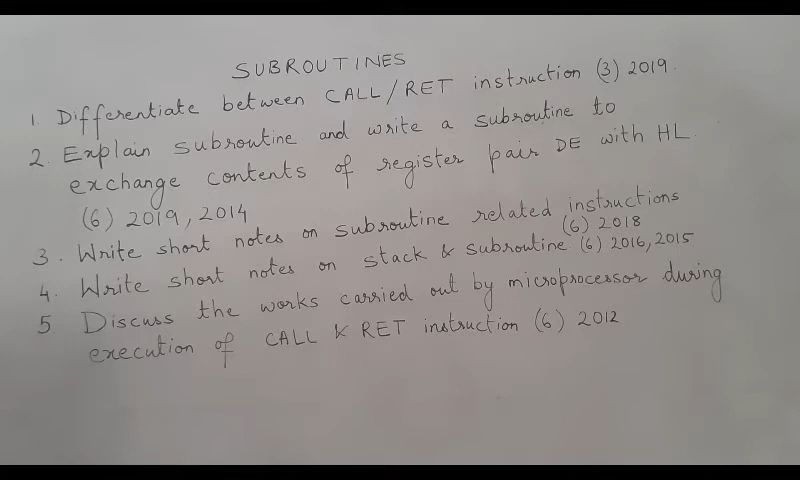 SUBROUTINES
1. Differentiate between CALL/RET instruction (3) 2019.
2. Explain subroutine and write a subroutine to
exchange contents of register pair DE with HL.
(6) 2019, 2014
3. Write short notes on subroutine related instructions
(6) 2018
4. Write short notes on stack & subroutine (6) 2016, 2015
5. Discuss the works carried out by microprocessor during
execution of CALL & RET instruction (6) 2012